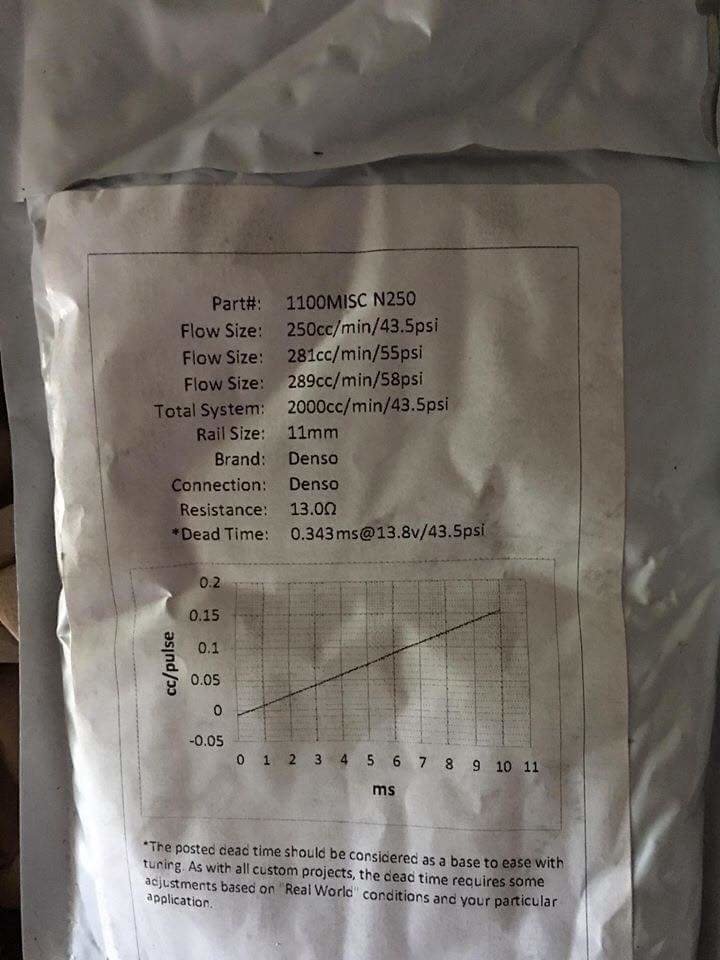 Part#: 1100MISC N250
Flow Size: 250cc/min/43.5psi
Flow Size: 281cc/min/55psi
Flow Size: 289cc/min/58psi
Total System: 2000cc/min/43.5psi
Rail Size: 11mm
Brand: Denso
Connection: Denso
Resistance: 13.0Ω
*Dead Time: 0.343ms@13.8v/43.5psi
0.2
0.15
0.1
0.05
0
-0.05
cc/pulse
0 1 2 3 4 5 6 7 8 9 10 11
ms
*The posted dead time should be considered as a base to ease with
tuning. As with all custom projects, the dead time requires some
adjustments based on "Real World" conditions and your particular
application.